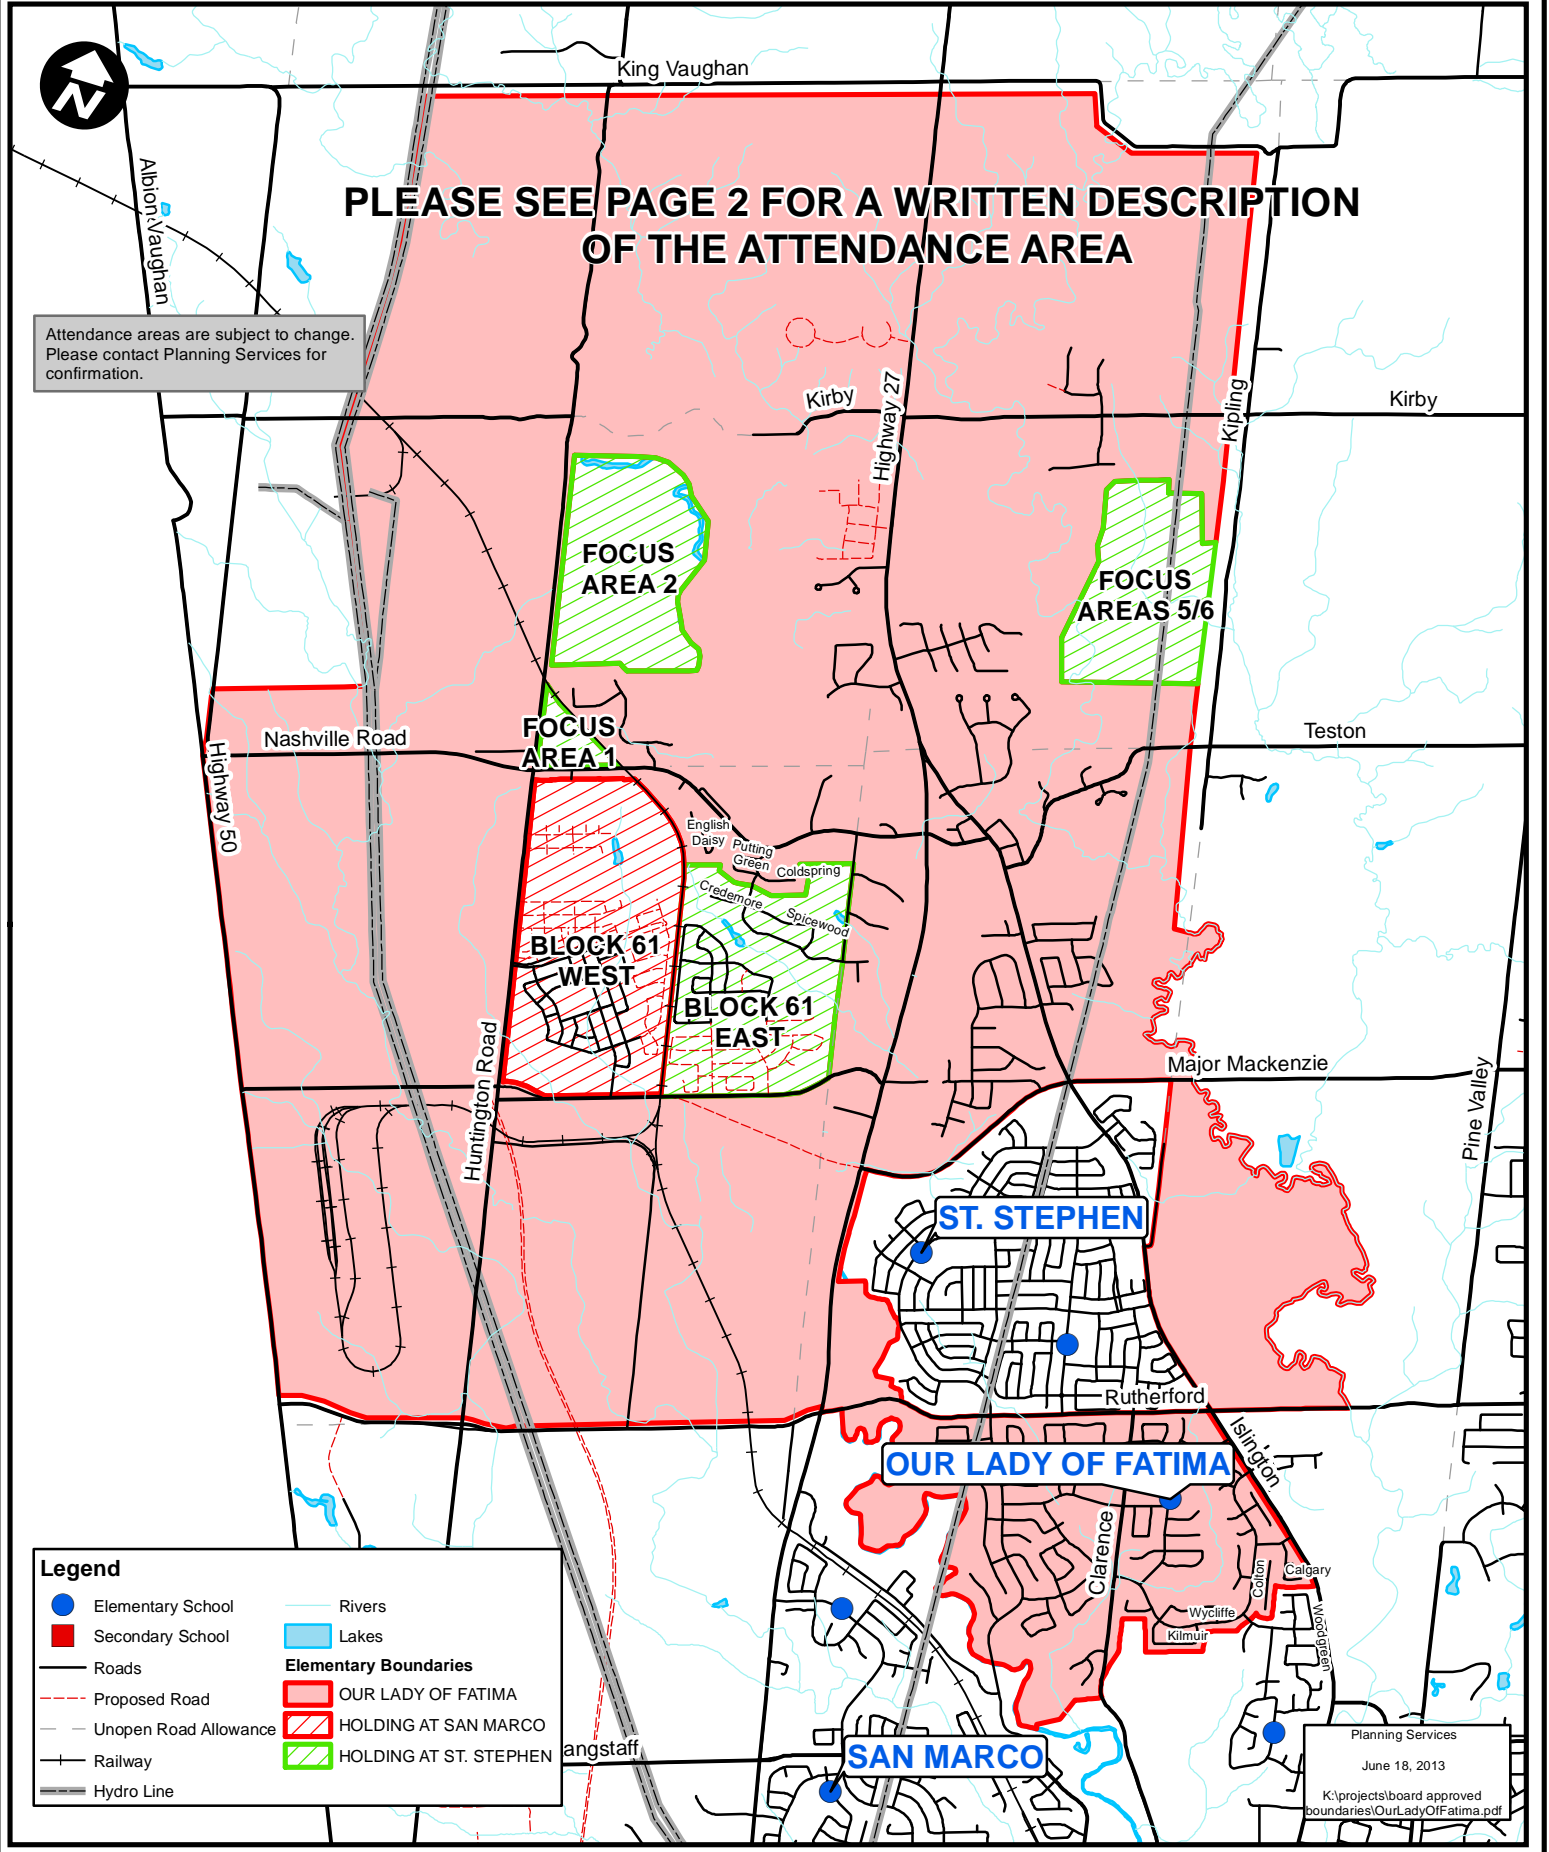 King Vaughan
N
Albion-Vaughan
PLEASE SEE PAGE 2 FOR A WRITTEN DESCRIPTION
OF THE ATTENDANCE AREA
Attendance areas are subject to change.
Please contact Planning Services for
confirmation.
Kirby
Highway 27
Kipling
Kirby
FOCUS
AREA 2
FOCUS
AREAS 5/6
FOCUS
AREA 1
Nashville Road
Highway 50
Teston
English
Daisy
Putting
Green
Coldspring
Credemore
Spicewood
BLOCK 61
WEST
BLOCK 61
EAST
Huntington Road
Major Mackenzie
Pine Valley
ST. STEPHEN
Rutherford
Islington
OUR LADY OF FATIMA
Clarence
Colton
Calgary
Wycliffe
Kilmuir
Woodgreen
angstaff
SAN MARCO
Legend
Elementary School
Secondary School
Roads
Proposed Road
Unopen Road Allowance
Railway
Hydro Line
Rivers
Lakes
Elementary Boundaries
OUR LADY OF FATIMA
HOLDING AT SAN MARCO
HOLDING AT ST. STEPHEN
Planning Services
June 18, 2013
K:\projects\board approved
boundaries\OurLadyOfFatima.pdf